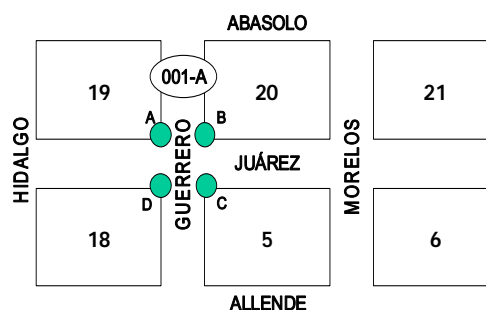 ABASOLO
001-A
19
20
21
A
B
HIDALGO
GUERRERO
JUÁREZ
MORELOS
D
C
18
5
6
ALLENDE